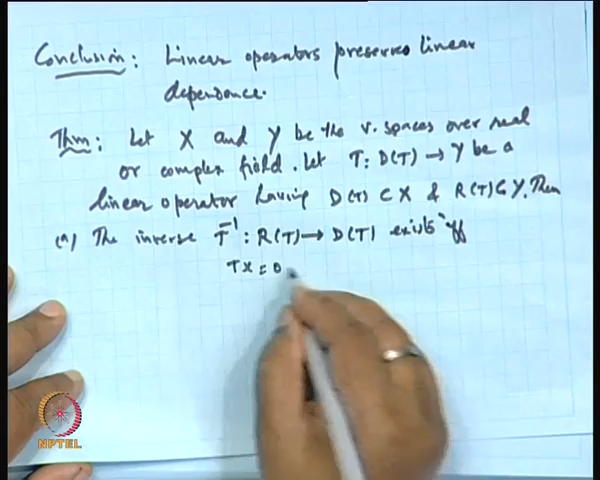 Conclusion: Linear operators preserves linear
dependence.
Thm: Let X and Y be the v. spaces over real
or complex field. Let T: D(T) → Y be a
linear operator having D(T) ⊂ X & R(T) ⊆ Y. Then
(a) The inverse T⁻¹: R(T) → D(T) exists iff
Tx = 0
NPTEL